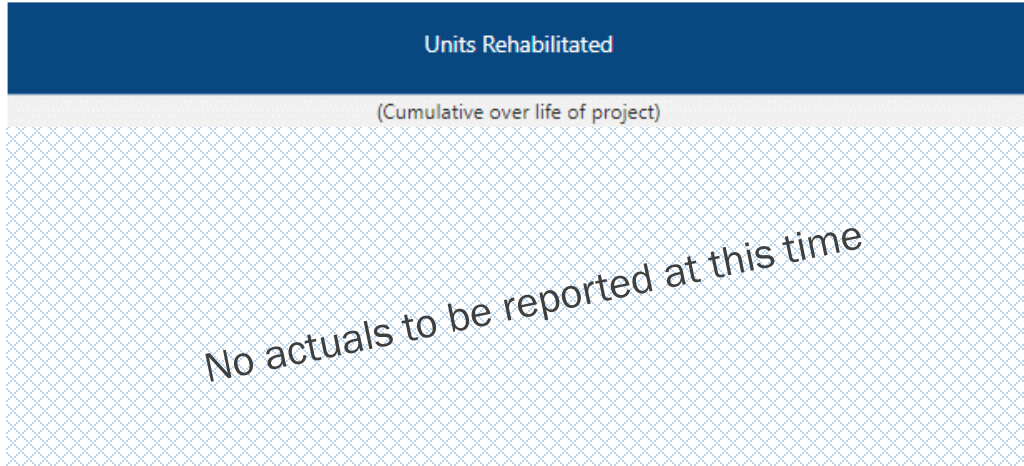 Units Rehabilitated
(Cumulative over life of project)
No actuals to be reported at this time